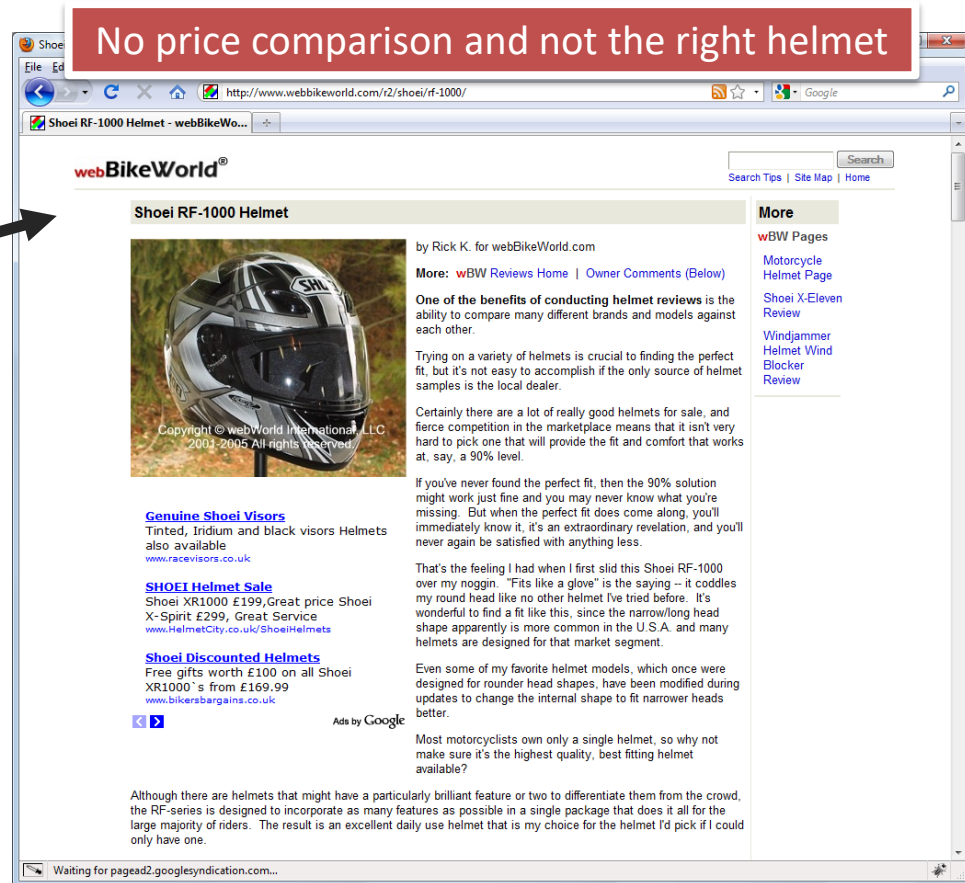 No price comparison and not the right helmet
Shoe
File Ed
http://www.webbikeworld.com/r2/shoei/rf-1000/
Google
Shoei RF-1000 Helmet - webBikeWo...
webBikeWorld®
Search
Search Tips | Site Map | Home
Shoei RF-1000 Helmet
SHOEI
Copyright © webWorld International, LLC
2001-2005 All rights reserved.
by Rick K. for webBikeWorld.com
More: wBW Reviews Home | Owner Comments (Below)
One of the benefits of conducting helmet reviews is the
ability to compare many different brands and models against
each other.
Trying on a variety of helmets is crucial to finding the perfect
fit, but it's not easy to accomplish if the only source of helmet
samples is the local dealer.
Certainly there are a lot of really good helmets for sale, and
fierce competition in the marketplace means that it isn't very
hard to pick one that will provide the fit and comfort that works
at, say, a 90% level.
If you've never found the perfect fit, then the 90% solution
might work just fine and you may never know what you're
missing. But when the perfect fit does come along, you'll
immediately know it, it's an extraordinary revelation, and you'll
never again be satisfied with anything less.
That's the feeling I had when I first slid this Shoei RF-1000
over my noggin. "Fits like a glove" is the saying -- it coddles
my round head like no other helmet I've tried before. It's
wonderful to find a fit like this, since the narrow/long head
shape apparently is more common in the U.S.A. and many
helmets are designed for that market segment.
Even some of my favorite helmet models, which once were
designed for rounder head shapes, have been modified during
updates to change the internal shape to fit narrower heads
better.
Most motorcyclists own only a single helmet, so why not
make sure it's the highest quality, best fitting helmet
available?
Genuine Shoei Visors
Tinted, Iridium and black visors Helmets
also available
www.racevisors.co.uk
SHOEI Helmet Sale
Shoei XR1000 £199,Great price Shoei
X-Spirit £299, Great Service
www.HelmetCity.co.uk/ShoeiHelmets
Shoei Discounted Helmets
Free gifts worth £100 on all Shoei
XR1000`s from £169.99
www.bikersbargains.co.uk
Ads by Google
Although there are helmets that might have a particularly brilliant feature or two to differentiate them from the crowd,
the RF-series is designed to incorporate as many features as possible in a single package that does it all for the
large majority of riders. The result is an excellent daily use helmet that is my choice for the helmet I'd pick if I could
only have one.
More
wBW Pages
Motorcycle
Helmet Page
Shoei X-Eleven
Review
Windjammer
Helmet Wind
Blocker
Review
Waiting for pagead2.googlesyndication.com...